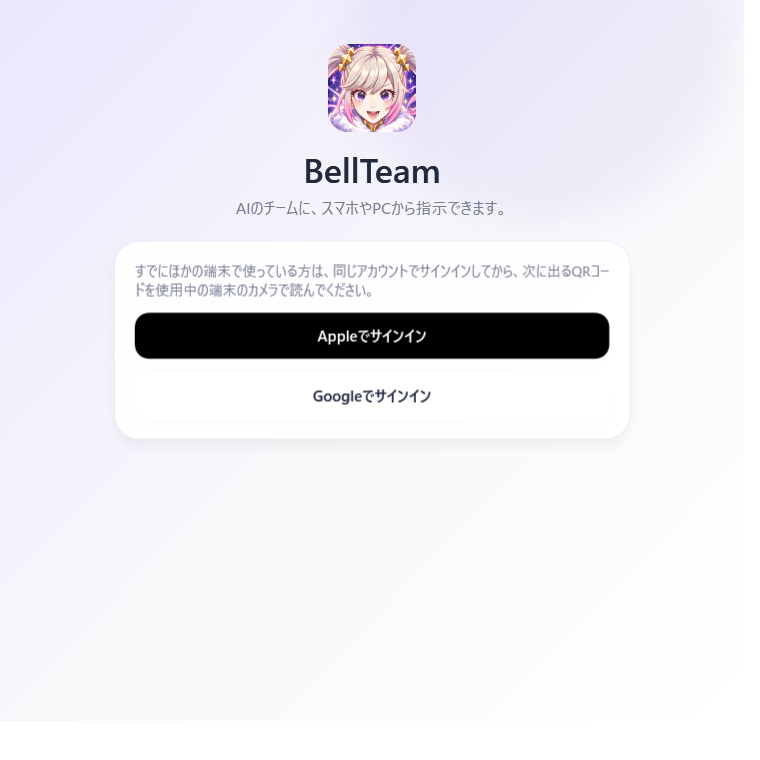 BellTeam
AIのチームに、スマホやPCから指示できます。
すでにほかの端末で使っている方は、同じアカウントでサインインしてから、次に出るQRコー
ドを使用中の端末のカメラで読んでください。
Appleでサインイン
Googleでサインイン